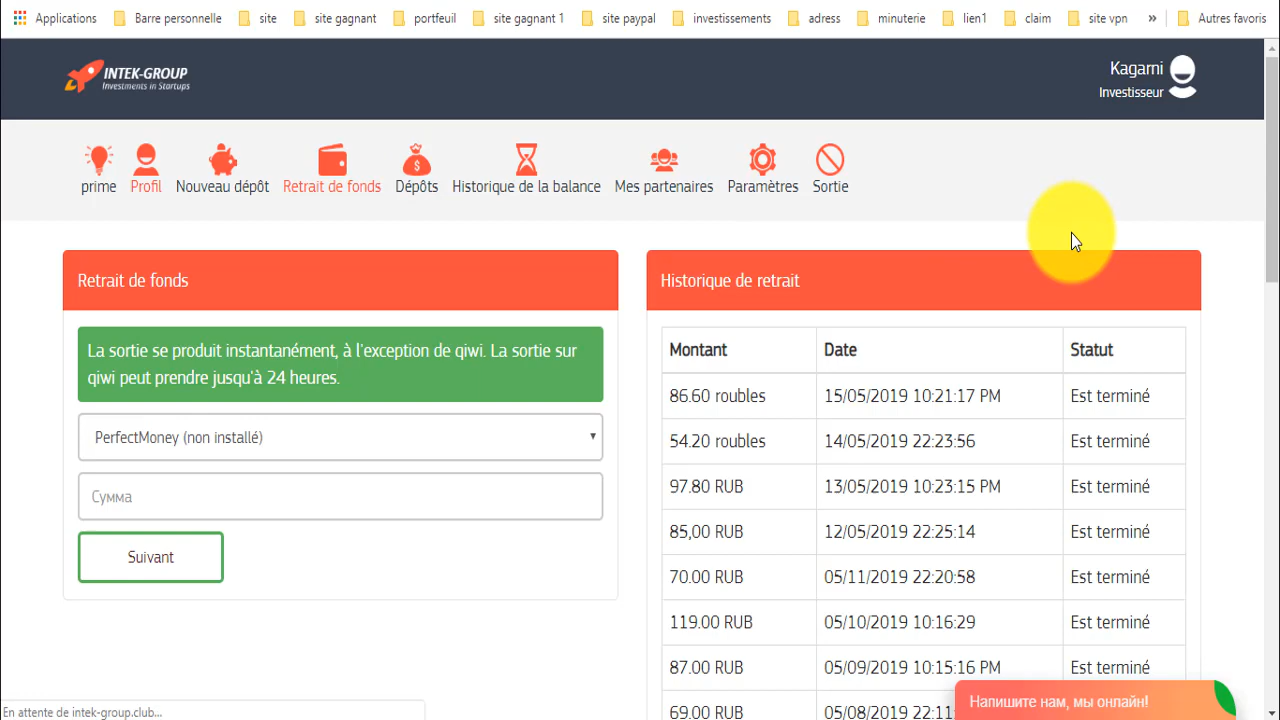 Applications Barre personnelle site site gagnant portfeuil site gagnant 1 site paypal investissements adress minuterie lien1 claim site vpn » Autres favoris
INTEK-GROUP
Investments in Startups
Kagami
Investisseur
prime Profil Nouveau dépôt Retrait de fonds Dépôts Historique de la balance Mes partenaires Paramètres Sortie
Retrait de fonds
La sortie se produit instantanément, à l'exception de qiwi. La sortie sur
qiwi peut prendre jusqu'à 24 heures.
PerfectMoney (non installé)
Сумма
Suivant
Historique de retrait
Montant Date Statut
86.60 roubles 15/05/2019 10:21:17 PM Est terminé
54.20 roubles 14/05/2019 22:23:56 Est terminé
97.80 RUB 13/05/2019 10:23:15 PM Est terminé
85,00 RUB 12/05/2019 22:25:14 Est terminé
70.00 RUB 05/11/2019 22:20:58 Est terminé
119.00 RUB 05/10/2019 10:16:29 Est terminé
87.00 RUB 05/09/2019 10:15:16 PM Est terminé
69.00 RUB 05/08/2019
Напишите нам, мы онлайн!
En attente de intek-group.club...